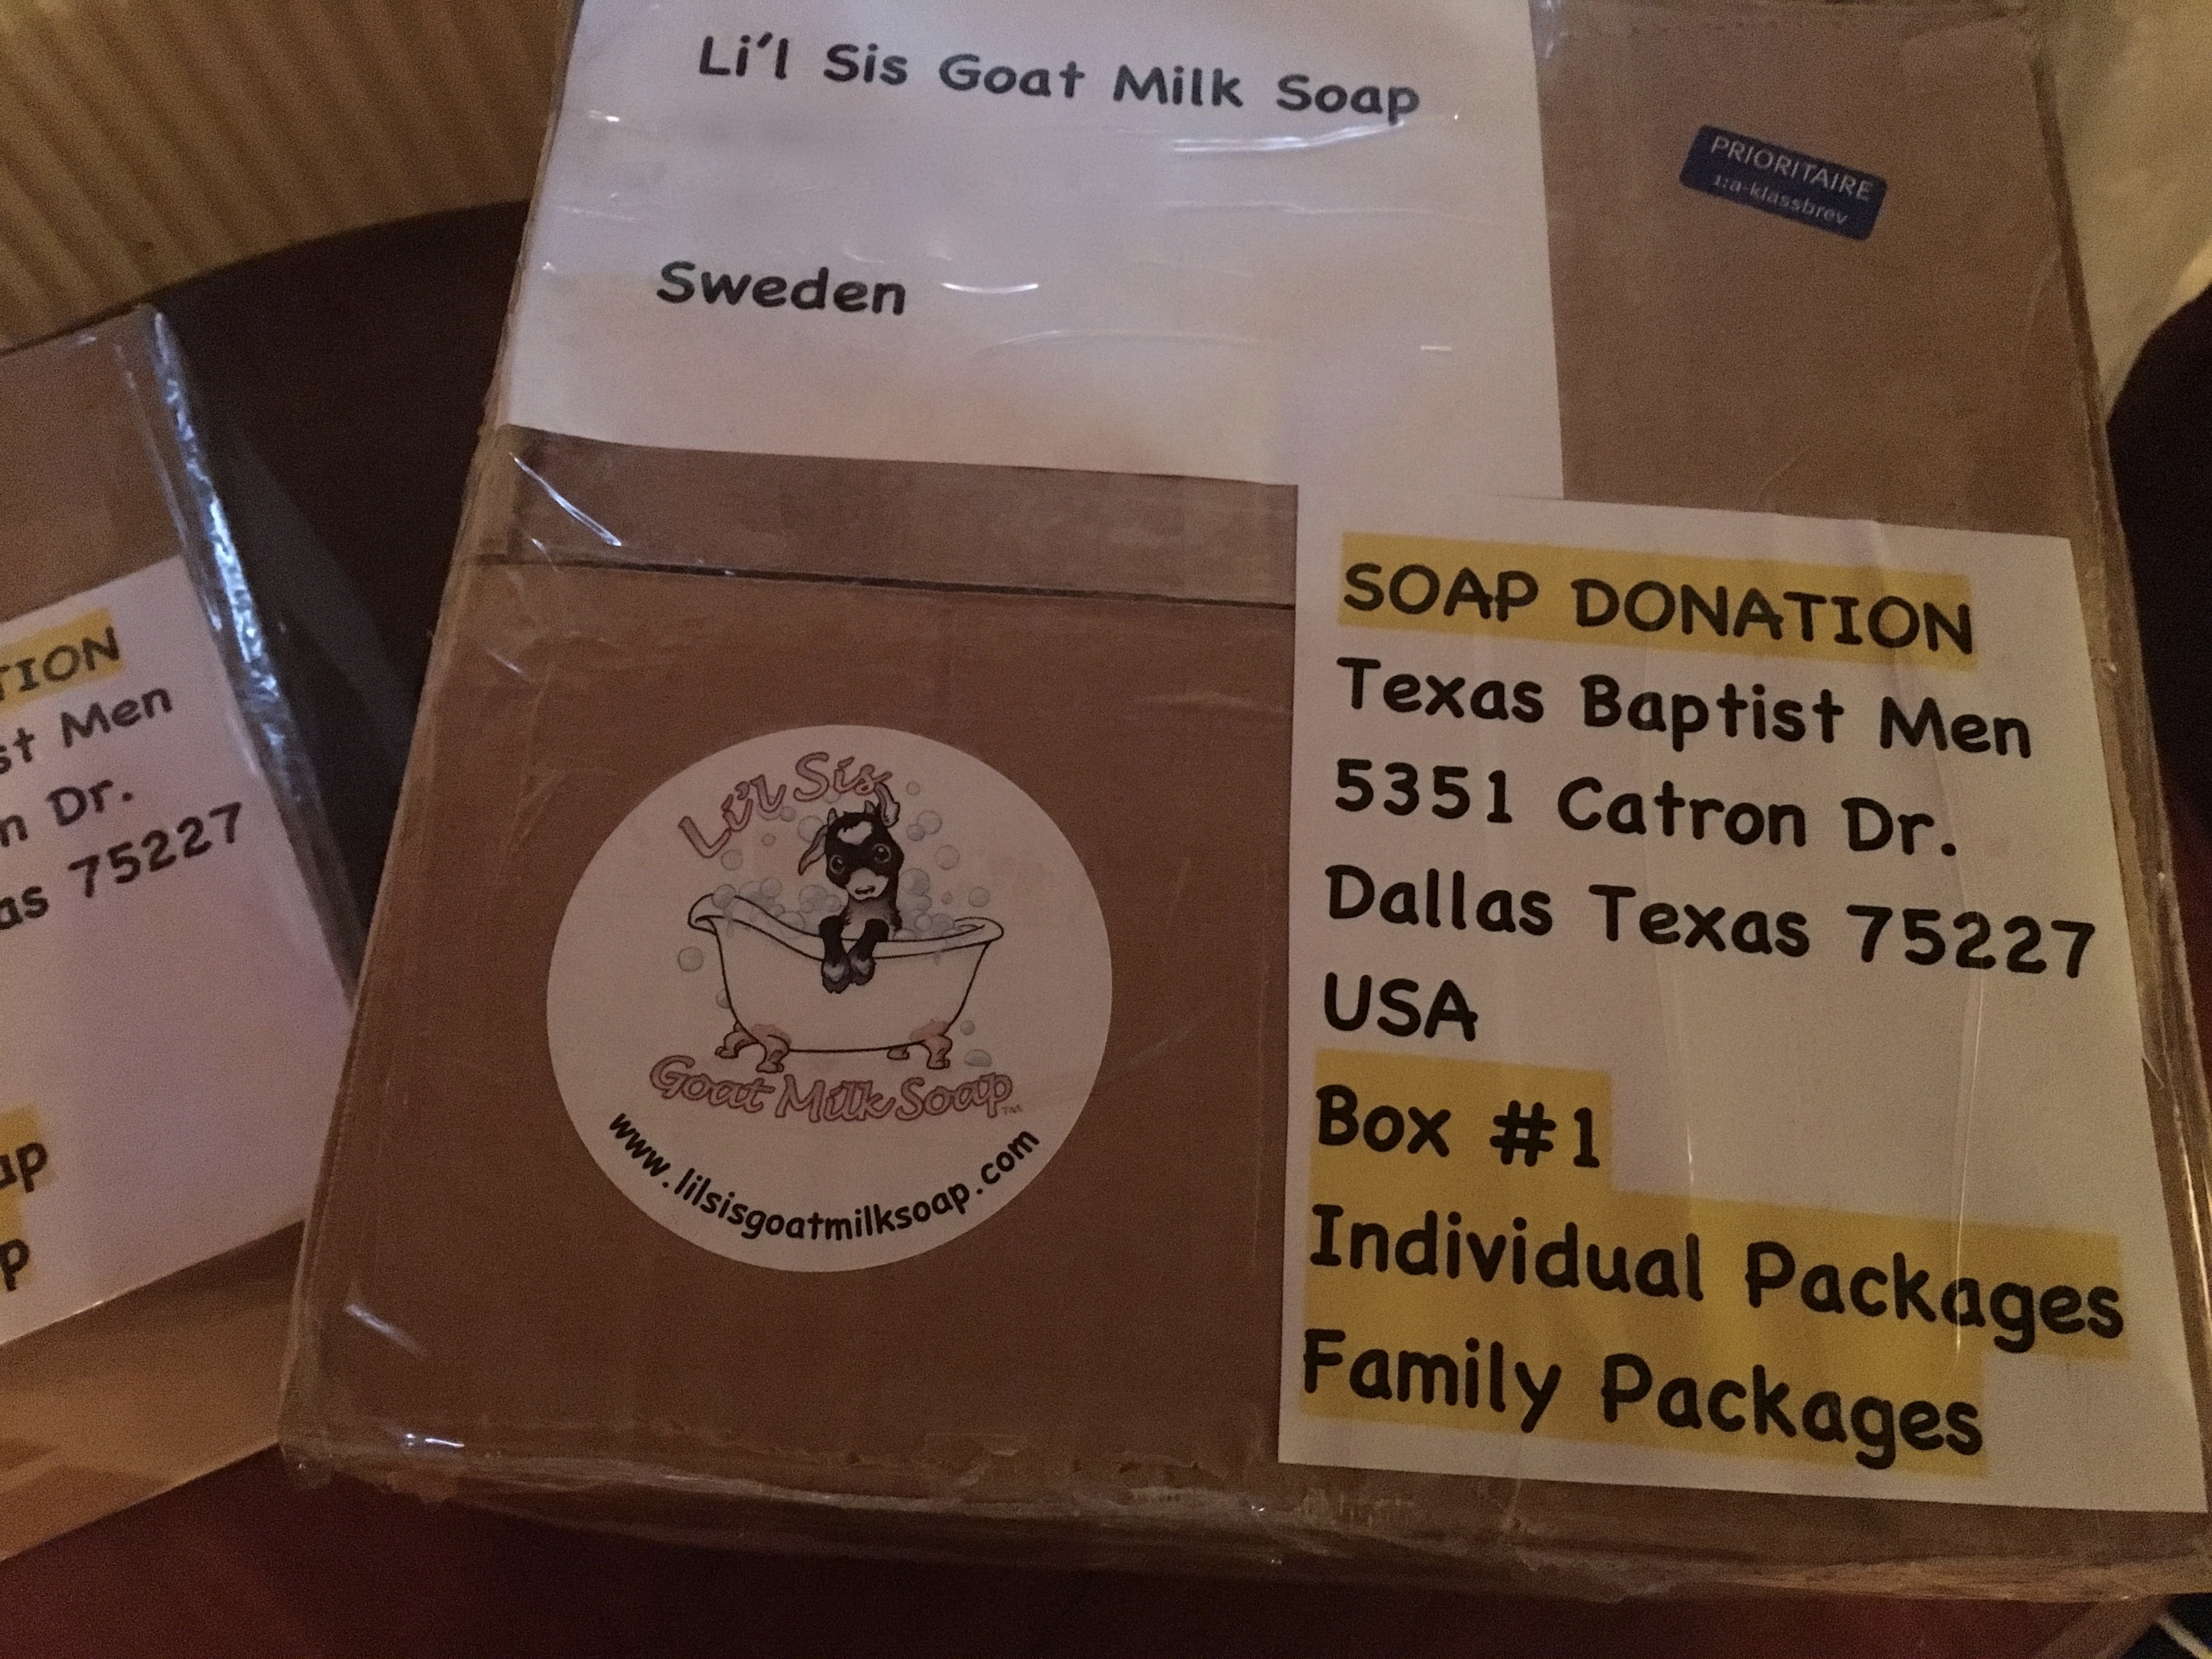 Li'l Sis Goat Milk Soap
Sweden
PRIORITAIRE
1:a-klassbrev
SOAP DONATION
Texas Baptist Men
5351 Catron Dr.
Dallas Texas 75227
USA
Box #1
Individual Packages
Family Packages
Li'l Sis
Goat Milk Soap™
www.lilsisgoatmilksoap.com
TION
st Men
n Dr.
as 75227
ap
p